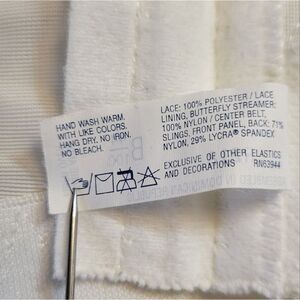 HAND WASH WARM.
WITH LIKE COLORS.
HANG DRY. NO IRON.
NO BLEACH.
LACE: 100% POLYESTER / LACE
LINING, BUTTERFLY STREAMER:
100% NYLON / CENTER BELT,
SLINGS, FRONT PANEL, BACK: 71%
NYLON, 29% LYCRA® SPANDEX
EXCLUSIVE OF OTHER ELASTICS
AND DECORATIONS RN63944